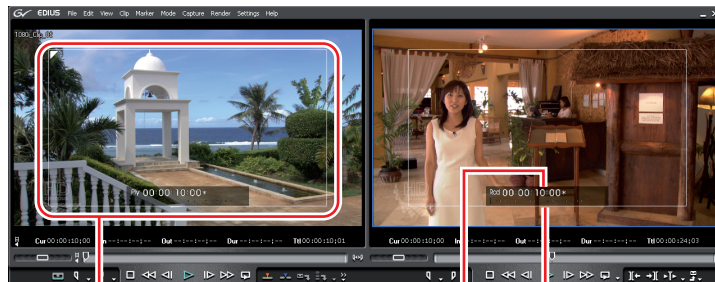 EDIUS File Edit View Clip Marker Mode Capture Render Settings Help
Ply 00 00 10:00*
Rcd 00 00 10:00*
Cur 00:00:10;00 In --:--:--;-- Out --:--:--;-- Dur --:--:--;-- Ttl 00:00:10;01
Cur 00:00:10;00 In --:--:--;-- Out --:--:--;-- Dur --:--:--;-- Ttl 00:00:24;03